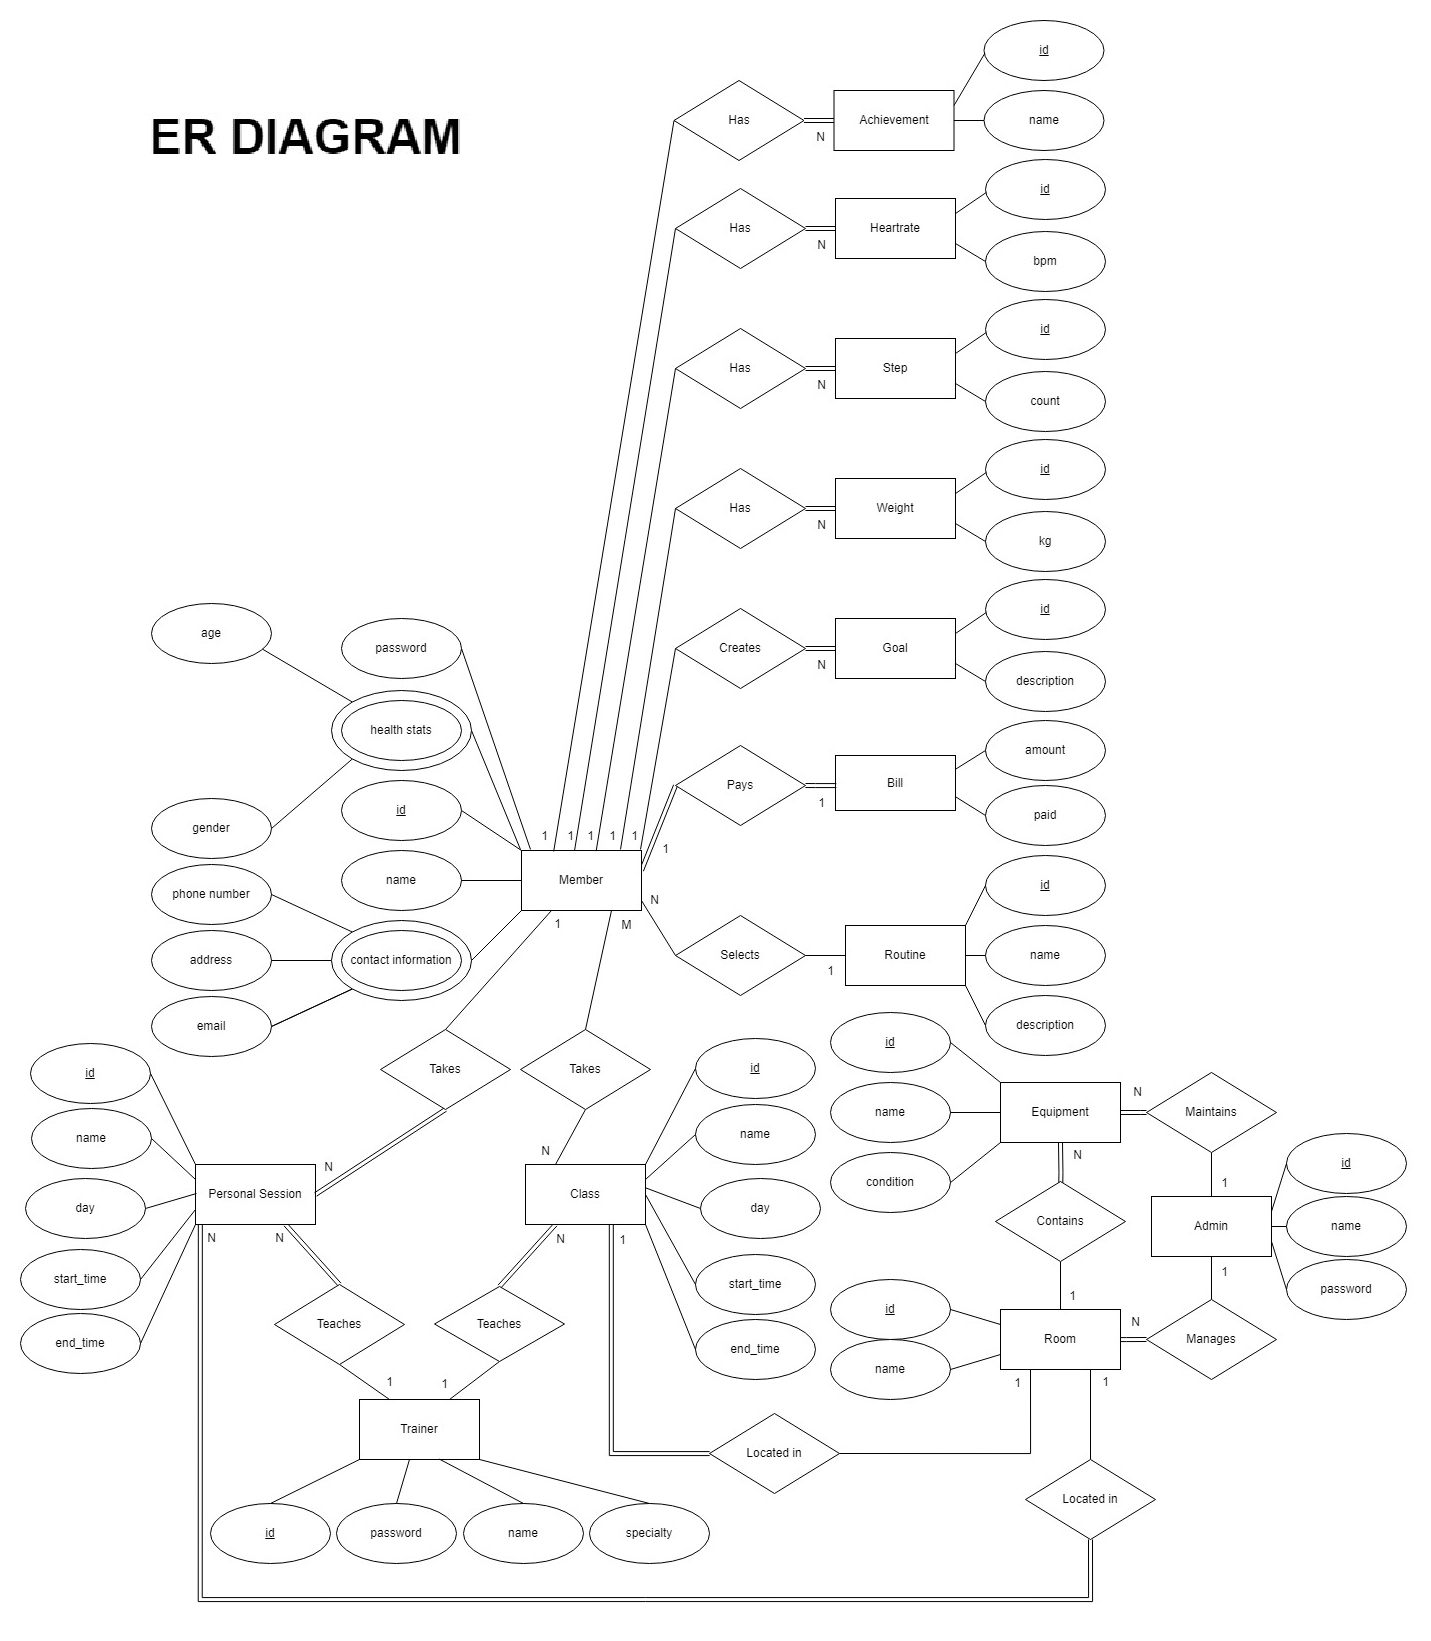 ER DIAGRAM
id
Has
Achievement
name
N
id
Has
Heartrate
N
bpm
id
Has
Step
N
count
id
Has
Weight
N
kg
id
age
password
Creates
Goal
N
description
health stats
amount
Pays
Bill
1
id
gender
paid
1
1
1
1
1
1
name
Member
phone number
id
N
1
M
address
contact information
Selects
Routine
name
1
email
description
id
Takes
Takes
id
id
name
name
Equipment
N
Maintains
name
N
N
N
id
condition
1
Personal Session
Class
day
day
Contains
Admin
name
N
N
N
1
start_time
start_time
1
password
1
id
N
end_time
Teaches
Teaches
end_time
Room
Manages
name
1
1
1
1
Trainer
Located in
Located in
id
password
name
specialty